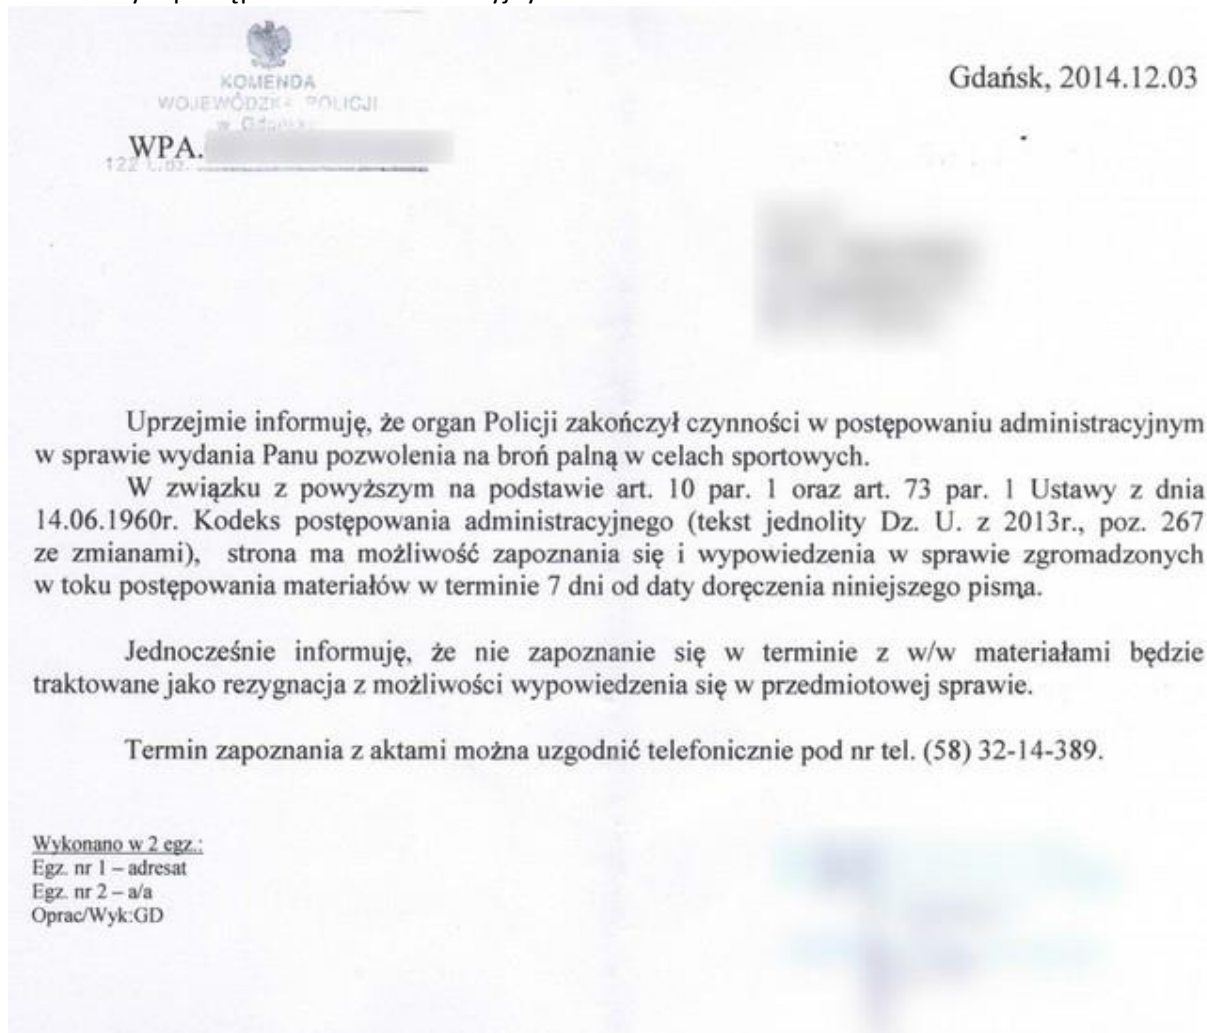 KOMENDA
WOJEWÓDZKA POLICJI
w Gdańsku
Gdańsk, 2014.12.03
WPA.
Uprzejmie informuję, że organ Policji zakończył czynności w postępowaniu administracyjnym
w sprawie wydania Panu pozwolenia na broń palną w celach sportowych.
W związku z powyższym na podstawie art. 10 par. 1 oraz art. 73 par. 1 Ustawy z dnia
14.06.1960r. Kodeks postępowania administracyjnego (tekst jednolity Dz. U. z 2013r., poz. 267
ze zmianami), strona ma możliwość zapoznania się i wypowiedzenia w sprawie zgromadzonych
w toku postępowania materiałów w terminie 7 dni od daty doręczenia niniejszego pisma.
Jednocześnie informuję, że nie zapoznanie się w terminie z w/w materiałami będzie
traktowane jako rezygnacja z możliwości wypowiedzenia się w przedmiotowej sprawie.
Termin zapoznania z aktami można uzgodnić telefonicznie pod nr tel. (58) 32-14-389.
Wykonano w 2 egz.:
Egz. nr 1 – adresat
Egz. nr 2 – a/a
Oprac/Wyk:GD